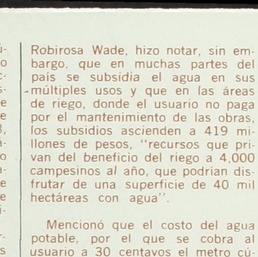 Robirosa Wade, hizo notar, sin em-
bargo, que en muchas partes del
país se subsidia el agua en sus
múltiples usos y que en las áreas
de riego, donde el usuario no paga
por el mantenimiento de las obras,
los subsidios ascienden a 419 mi-
llones de pesos, “recursos que pri-
van del beneficio del riego a 4,000
campesinos al año, que podrían dis-
frutar de una superficie de 40 mil
hectáreas con agua”.
Mencionó que el costo del agua
potable, por el que se cobra al
usuario a 30 centavos el metro cú-